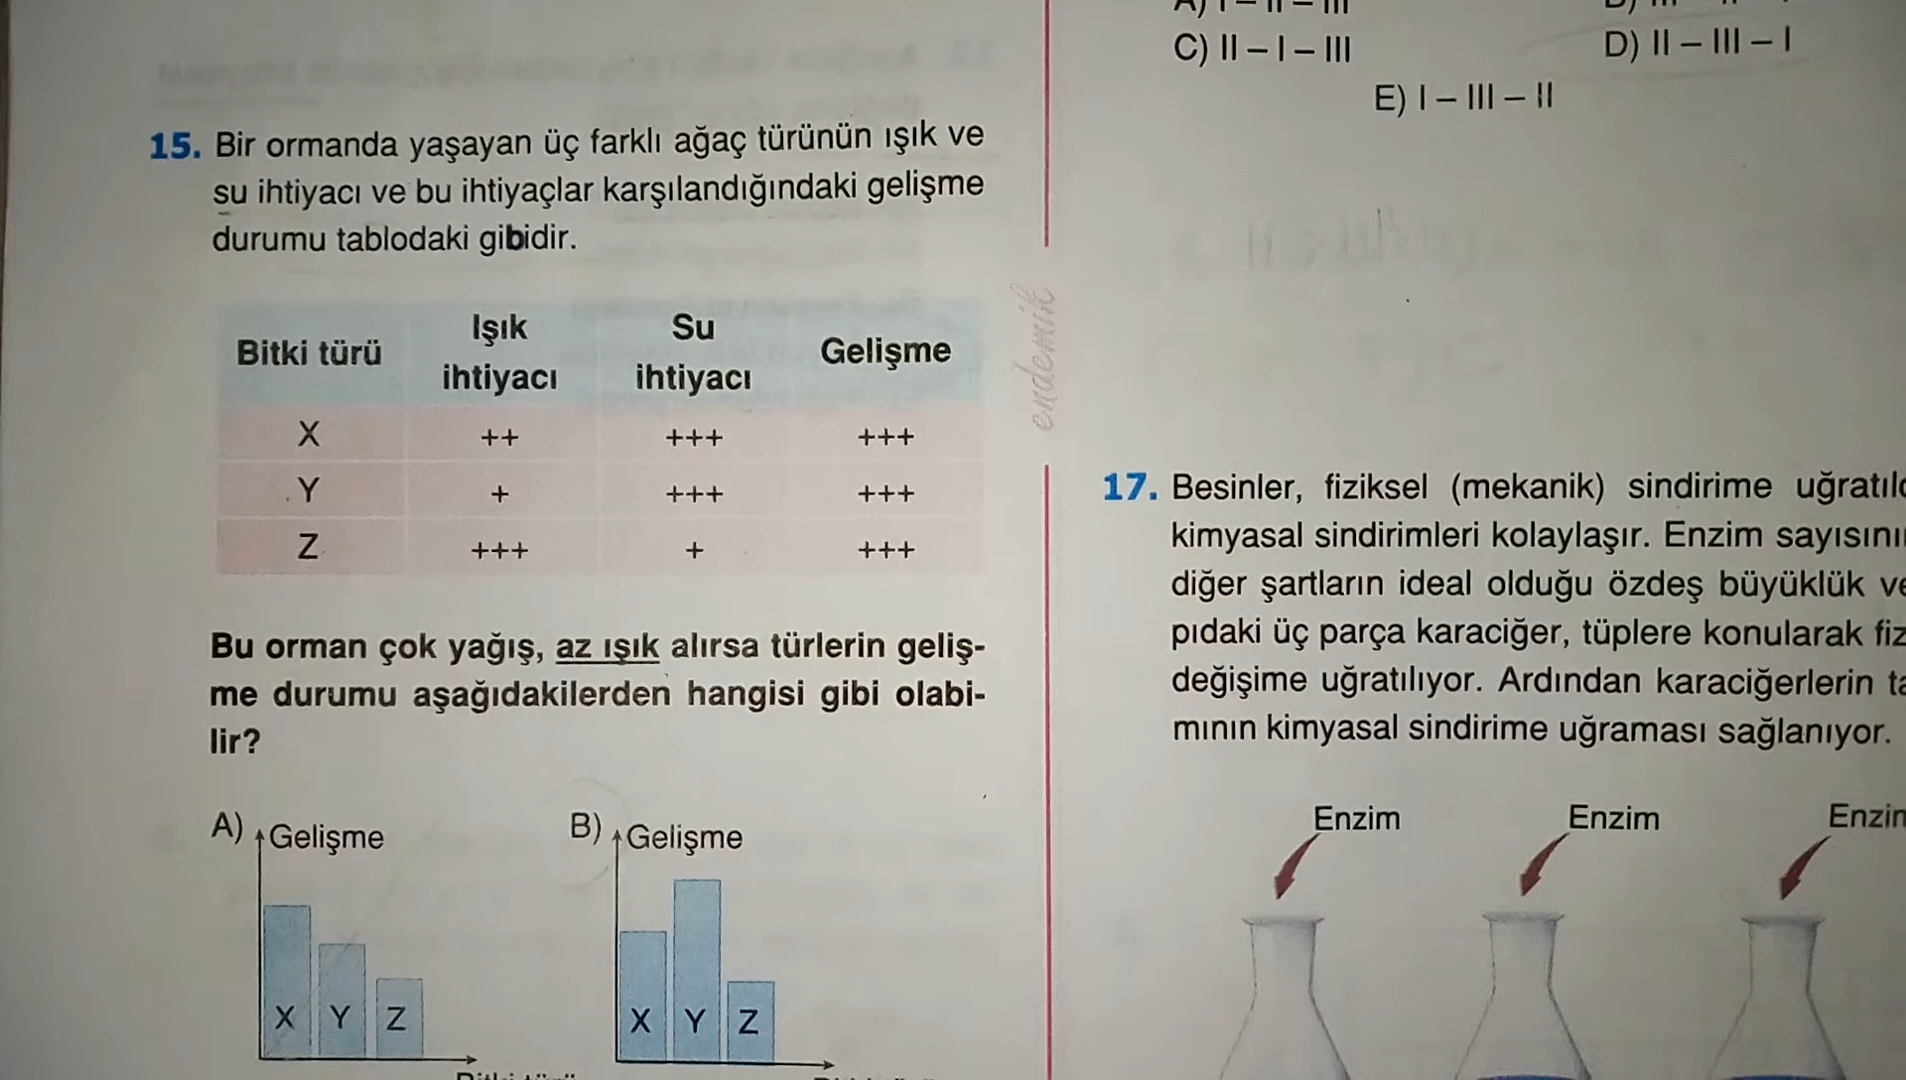 C) II – I – III
D) II – III – I
E) I – III – II
15. Bir ormanda yaşayan üç farklı ağaç türünün ışık ve
su ihtiyacı ve bu ihtiyaçlar karşılandığındaki gelişme
durumu tablodaki gibidir.
Bitki türü
Işık
ihtiyacı
Su
ihtiyacı
Gelişme
X ++ +++ +++
Y + +++ +++
Z +++ + +++
Bu orman çok yağış, az ışık alırsa türlerin geliş-
me durumu aşağıdakilerden hangisi gibi olabi-
lir?
A) Gelişme
X Y Z
B) Gelişme
X Y Z
endemik
17. Besinler, fiziksel (mekanik) sindirime
kimyasal sindirimleri kolaylaşır. Enzim
diğer şartların ideal olduğu özdeş büyüklük
pıdaki üç parça karaciğer, tüplere konularak
değişime uğratılıyor. Ardından karaciğerlerin
mının kimyasal sindirime uğraması sağlanıyor.
Enzim
Enzim